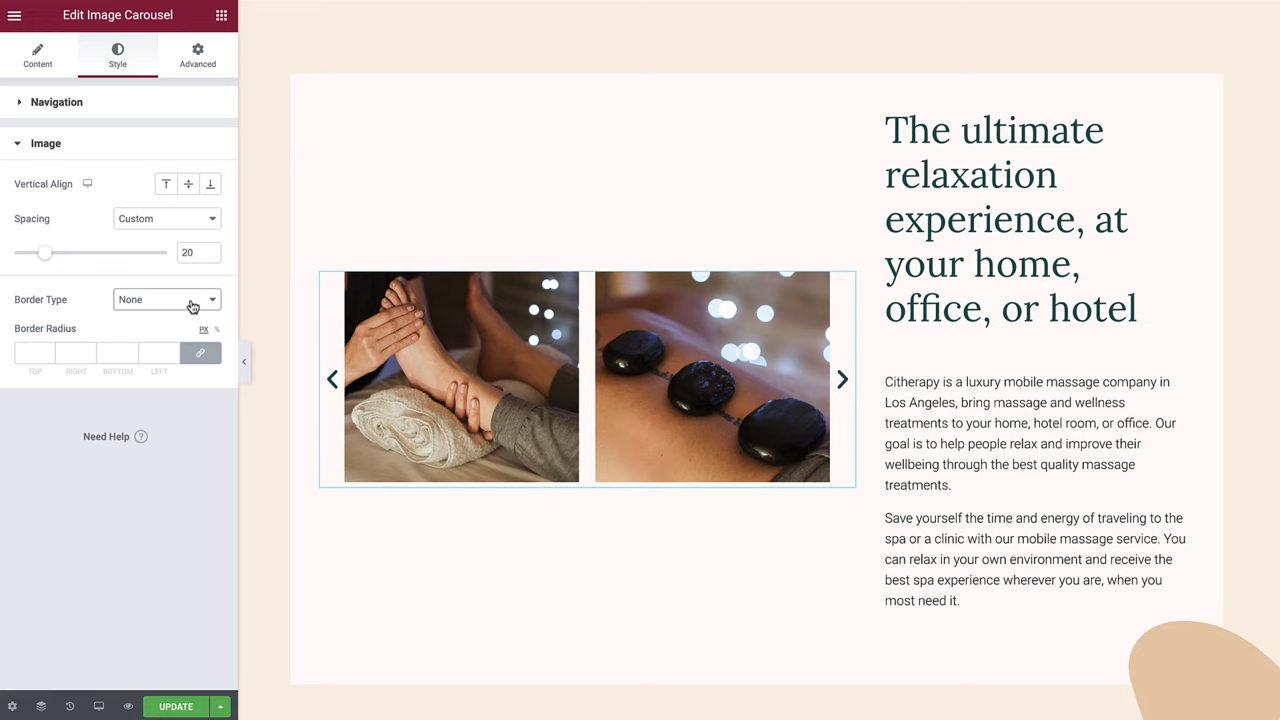 Edit Image Carousel
Content
Style
Advanced
Navigation
Image
Vertical Align
Spacing
Custom
20
Border Type
None
Border Radius
PX %
TOP RIGHT BOTTOM LEFT
Need Help ?
UPDATE
The ultimate
relaxation
experience, at
your home,
office, or hotel
Citherapy is a luxury mobile massage company in
Los Angeles, bring massage and wellness
treatments to your home, hotel room, or office. Our
goal is to help people relax and improve their
wellbeing through the best quality massage
treatments.
Save yourself the time and energy of traveling to the
spa or a clinic with our mobile massage service. You
can relax in your own environment and receive the
best spa experience wherever you are, when you
most need it.